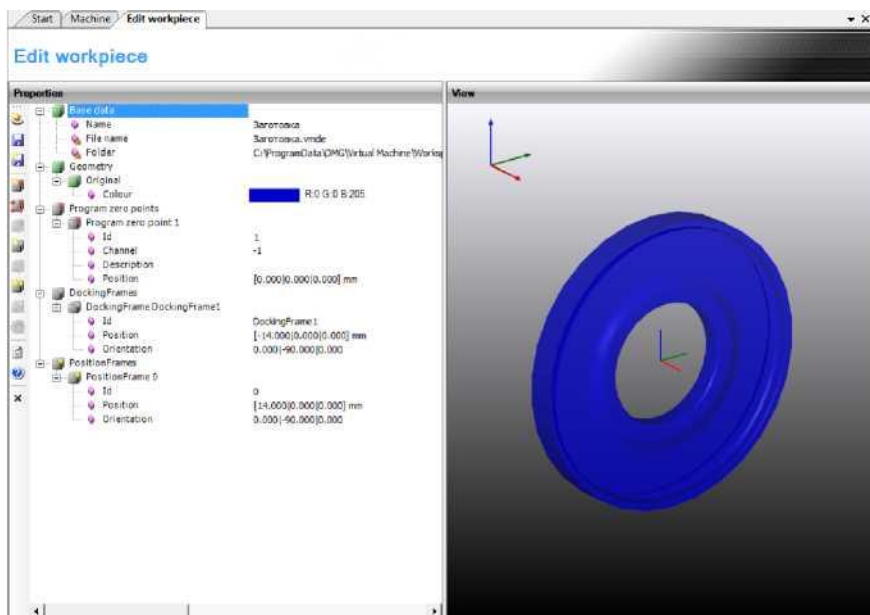 Start Machine Edit workpiece
Edit workpiece
Properties
Base data
Name Заготовка
File name Заготовка.vmde
Folder C:\ProgramData\DMG\Virtual Machine\Worksp
Geometry
Original
Colour R:0 G:0 B:205
Program zero points
Program zero point 1
Id 1
Channel -1
Description
Position [0.000|0.000|0.000] mm
DockingFrames
DockingFrame DockingFrame1
Id DockingFrame1
Position [-14.000|0.000|0.000] mm
Orientation 0.000|-90.000|0.000
PositionFrames
PositionFrame 0
Id 0
Position [14.000|0.000|0.000] mm
Orientation 0.000|-90.000|0.000
View